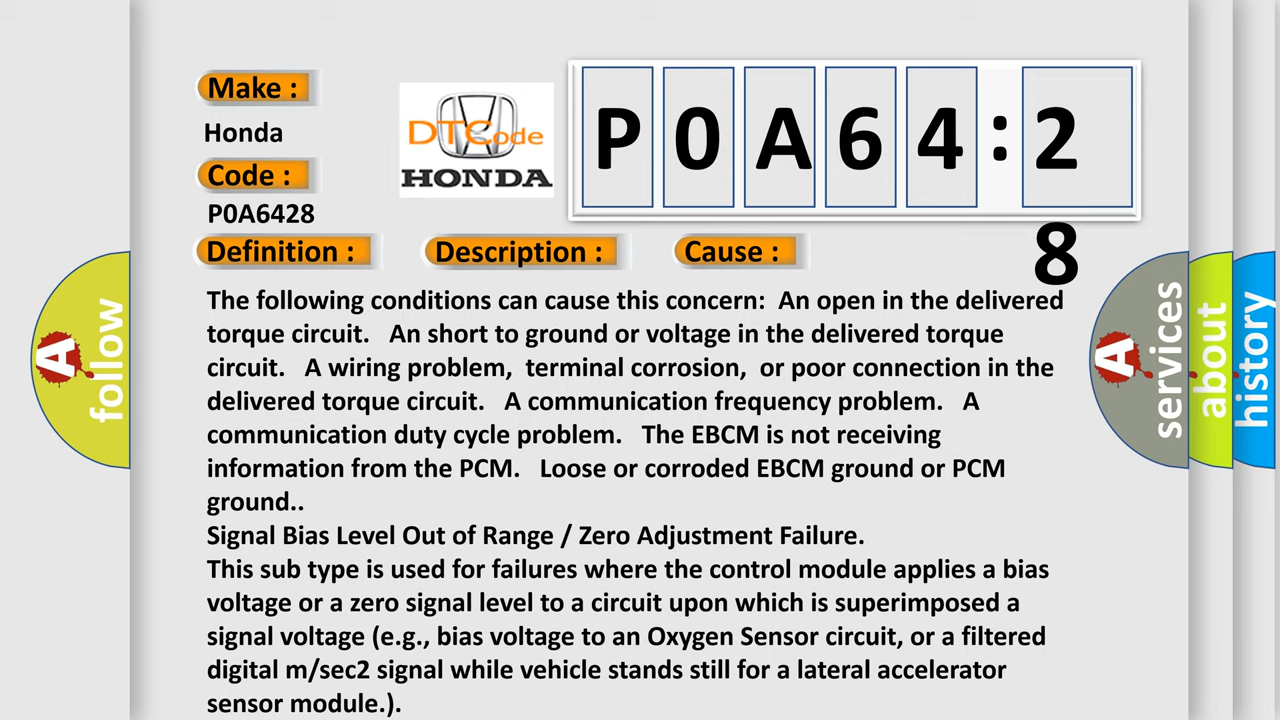 Make :
Honda
Code :
P0A6428
DTCode
HONDA
P0A64:2
8
Definition :
Description :
Cause :
The following conditions can cause this concern:  An open in the delivered
torque circuit.   An short to ground or voltage in the delivered torque
circuit.   A wiring problem,  terminal corrosion,  or poor connection in the
delivered torque circuit.   A communication frequency problem.   A
communication duty cycle problem.   The EBCM is not receiving
information from the PCM.   Loose or corroded EBCM ground or PCM
ground..
Signal Bias Level Out of Range / Zero Adjustment Failure.
This sub type is used for failures where the control module applies a bias
voltage or a zero signal level to a circuit upon which is superimposed a
signal voltage (e.g., bias voltage to an Oxygen Sensor circuit, or a filtered
digital m/sec2 signal while vehicle stands still for a lateral accelerator
sensor module.).
A
follow
A
services
about
history